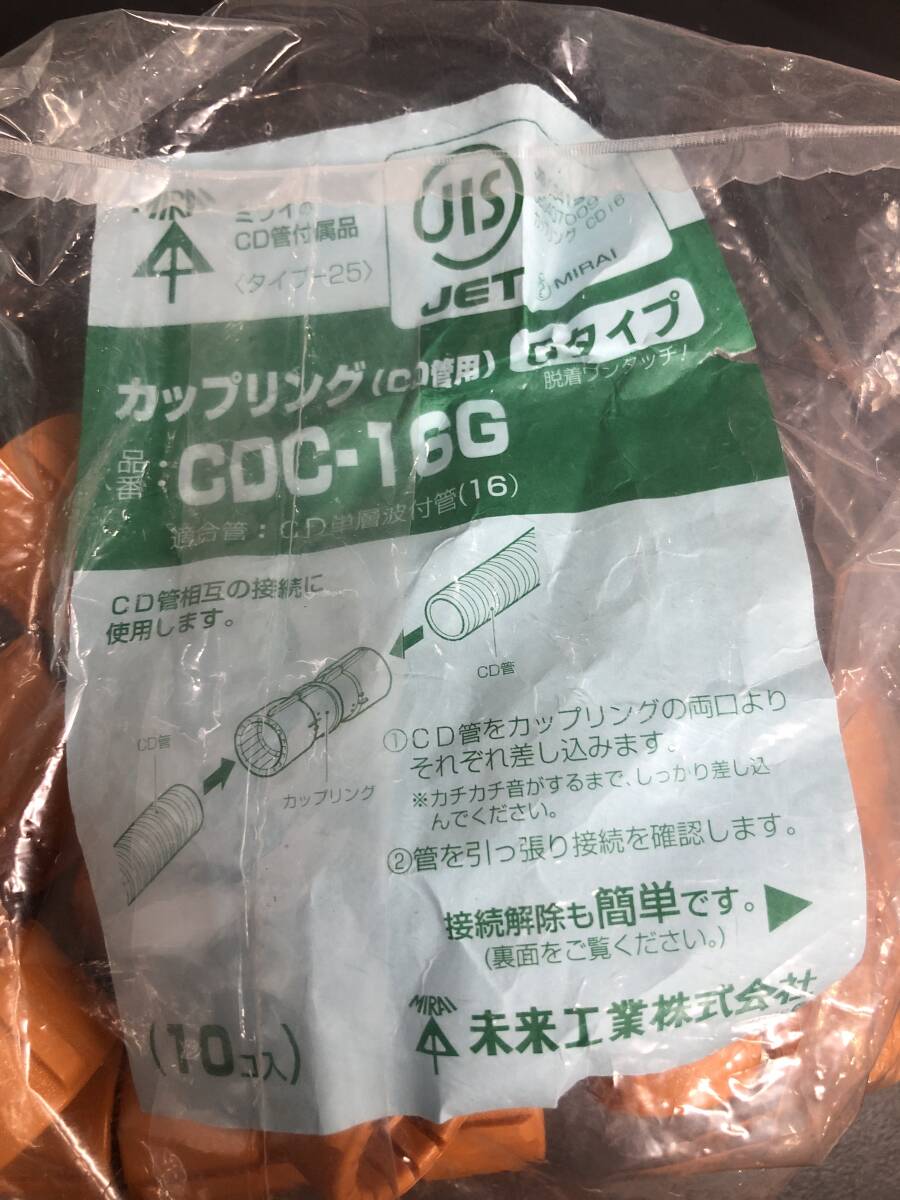 MIRAI
ミライの
CD管付属品
〈タイプ-25〉
JIS
JET
CD16
MIRAI
カップリング(CD管用)
Gタイプ
脱着ワンタッチ!
品番:
CDC-16G
適合管:CD単層波付管(16)
CD管相互の接続に
使用します。
CD管
CD管
カップリング
①CD管をカップリングの両口より
それぞれ差し込みます。
※カチカチ音がするまで、しっかり差し込
んでください。
②管を引っ張り接続を確認します。
接続解除も簡単です。
(裏面をご覧ください。)
MIRAI
未来工業株式会社
(10コ入)